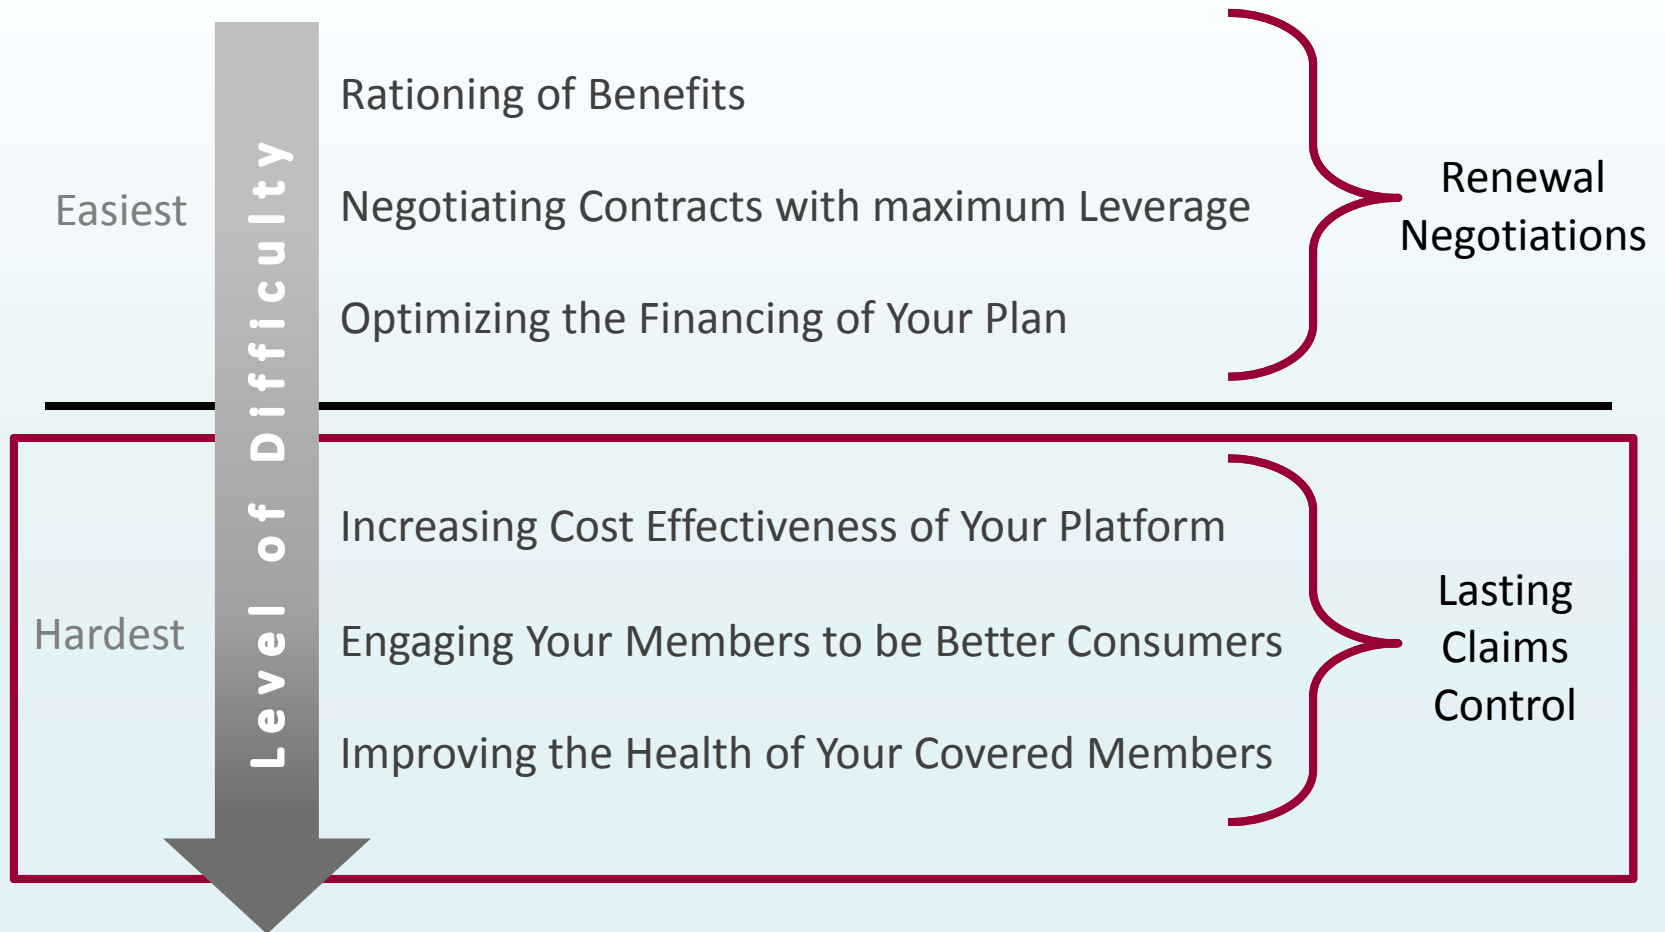 Easiest
Level of Difficulty
Rationing of Benefits
Negotiating Contracts with maximum Leverage
Optimizing the Financing of Your Plan
Renewal
Negotiations
Hardest
Increasing Cost Effectiveness of Your Platform
Engaging Your Members to be Better Consumers
Improving the Health of Your Covered Members
Lasting
Claims
Control